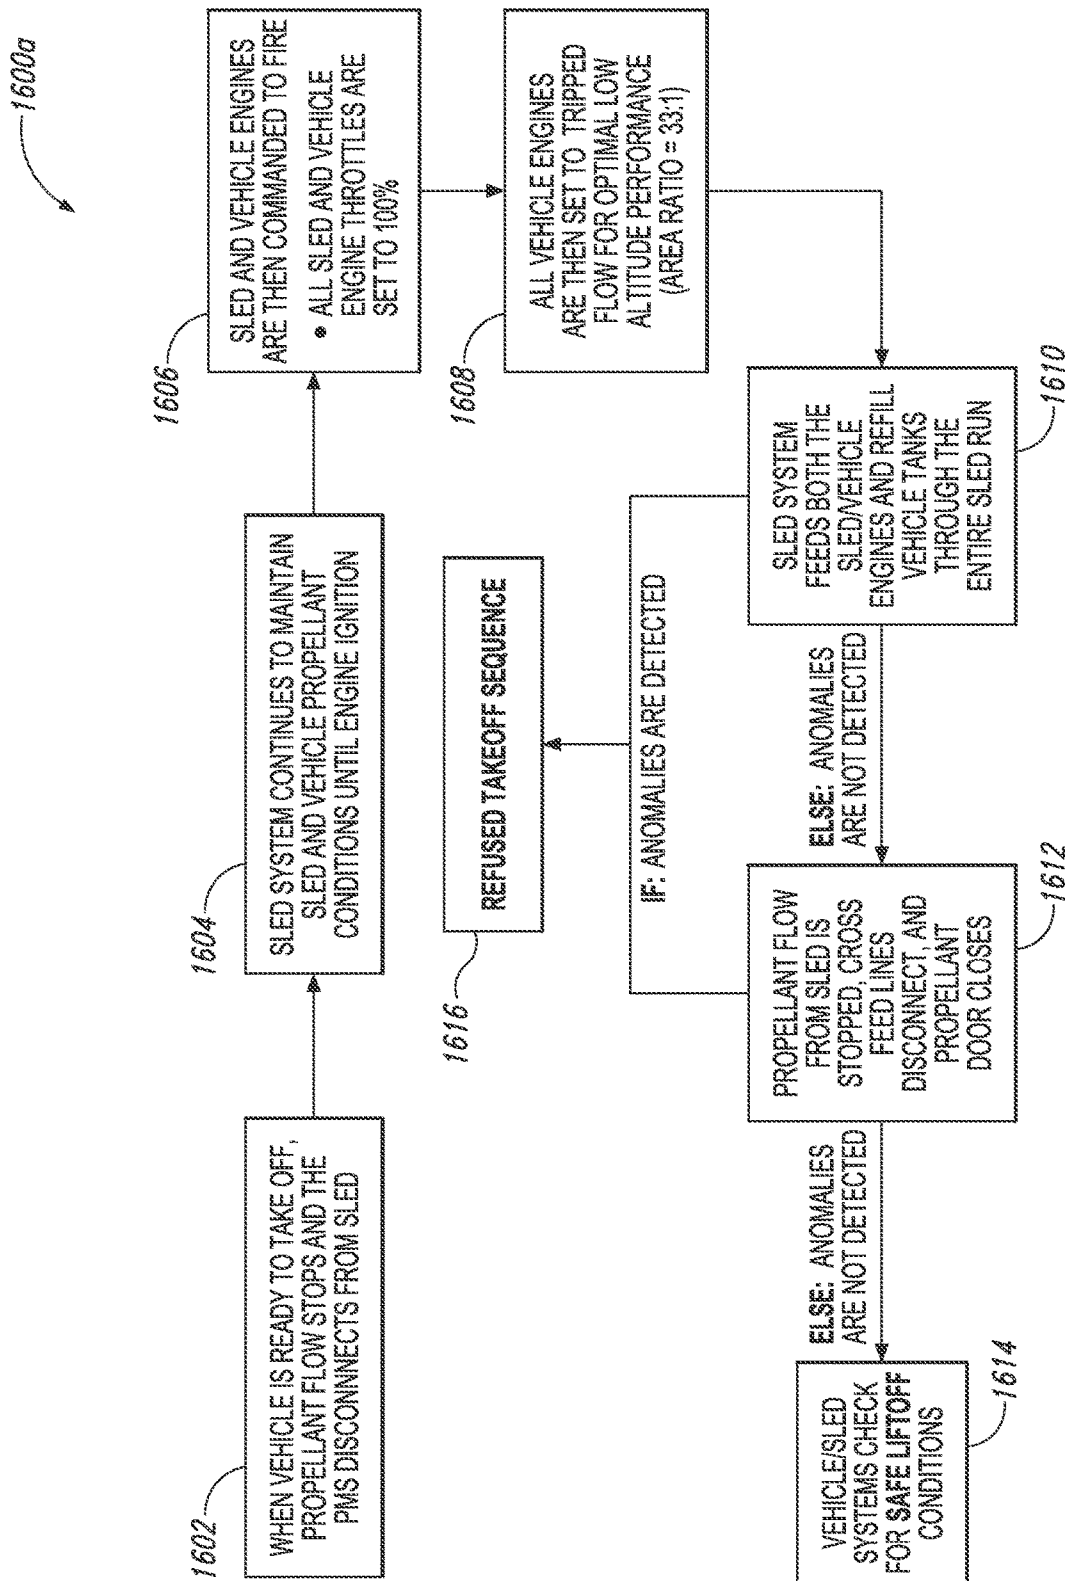 1600a
1602
WHEN VEHICLE IS READY TO TAKE OFF,
PROPELLANT FLOW STOPS AND THE
PMS DISCONNNECTS FROM SLED
1604
SLED SYSTEM CONTINUES TO MAINTAIN
SLED AND VEHICLE PROPELLANT
CONDITIONS UNTIL ENGINE IGNITION
1606
SLED AND VEHICLE ENGINES
ARE THEN COMMANDED TO FIRE
• ALL SLED AND VEHICLE
ENGINE THROTTLES ARE
SET TO 100%
1608
ALL VEHICLE ENGINES
ARE THEN SET TO TRIPPED
FLOW FOR OPTIMAL LOW
ALTITUDE PERFORMANCE
(AREA RATIO = 33:1)
1610
SLED SYSTEM
FEEDS BOTH THE
SLED/VEHICLE
ENGINES AND REFILL
VEHICLE TANKS
THROUGH THE
ENTIRE SLED RUN
IF: ANOMALIES ARE DETECTED
REFUSED TAKEOFF SEQUENCE
1616
ELSE: ANOMALIES
ARE NOT DETECTED
1612
PROPELLANT FLOW
FROM SLED IS
STOPPED, CROSS
FEED LINES
DISCONNECT, AND
PROPELLANT
DOOR CLOSES
ELSE: ANOMALIES
ARE NOT DETECTED
1614
VEHICLE/SLED
SYSTEMS CHECK
FOR SAFE LIFTOFF
CONDITIONS